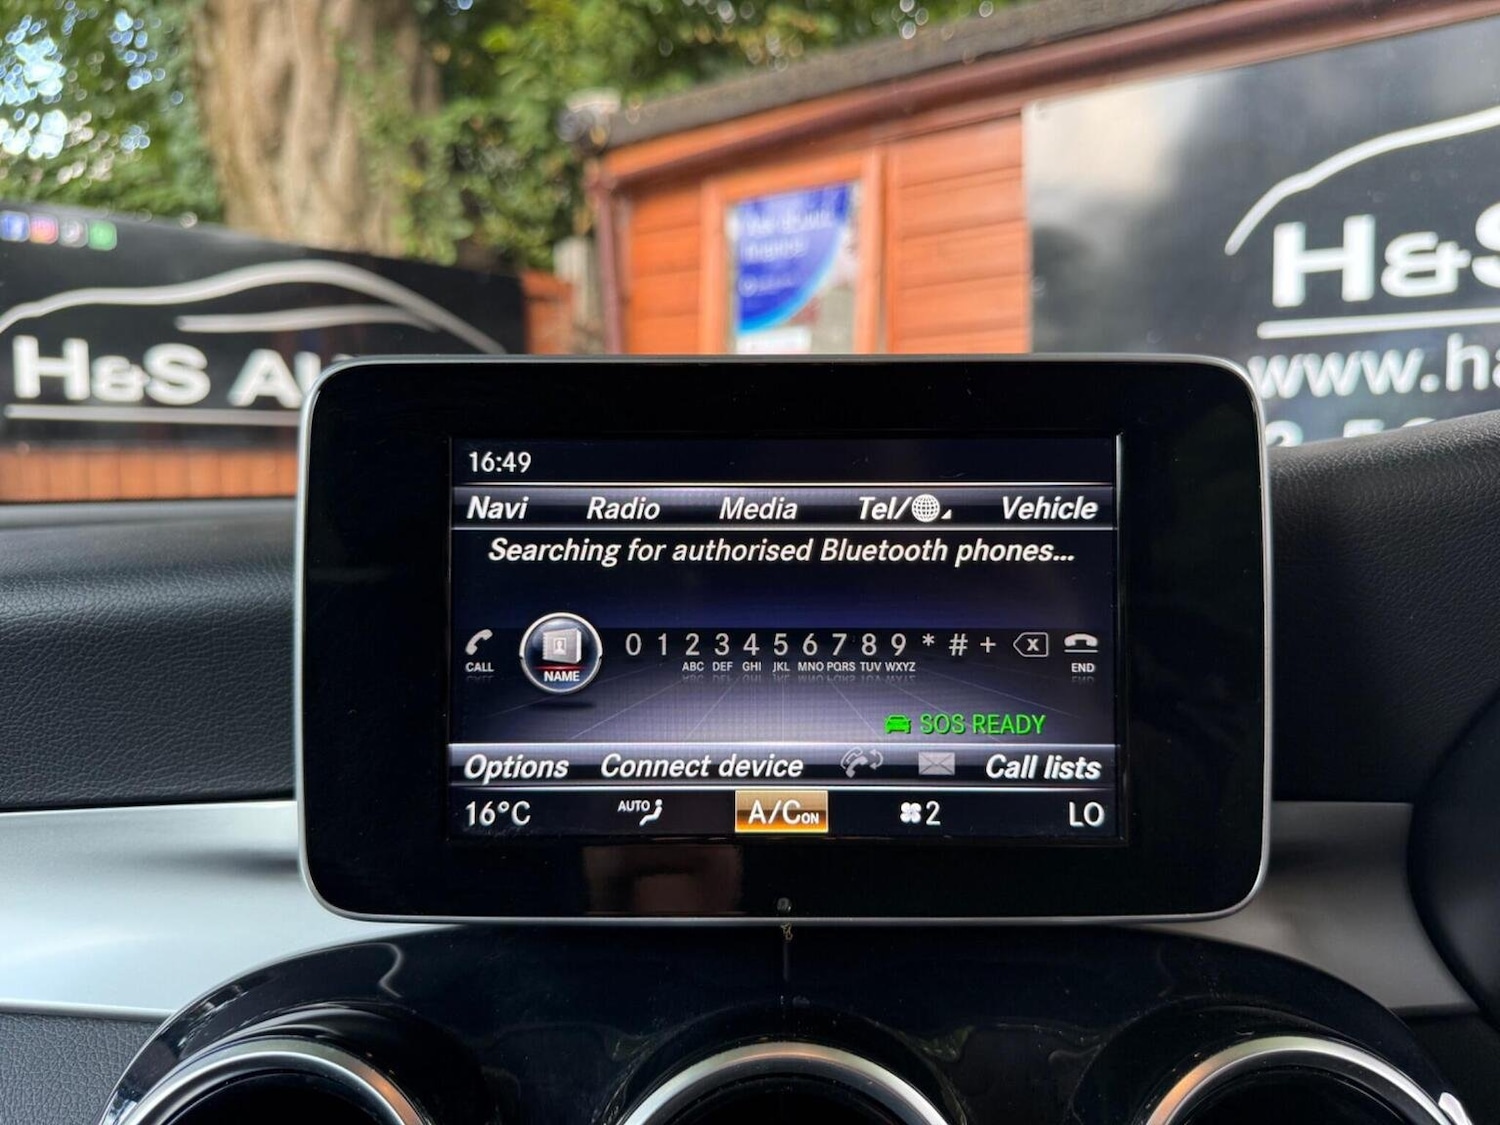 H&S AU
H&S
www.ha
16:49
Navi Radio Media Tel/ Vehicle
Searching for authorised Bluetooth phones...
0 1 2 3 4 5 6 7 8 9 * # +
CALL NAME ABC DEF GHI JKL MNO PQRS TUV WXYZ END
SOS READY
Options Connect device Call lists
16°C AUTO A/C ON 2 LO